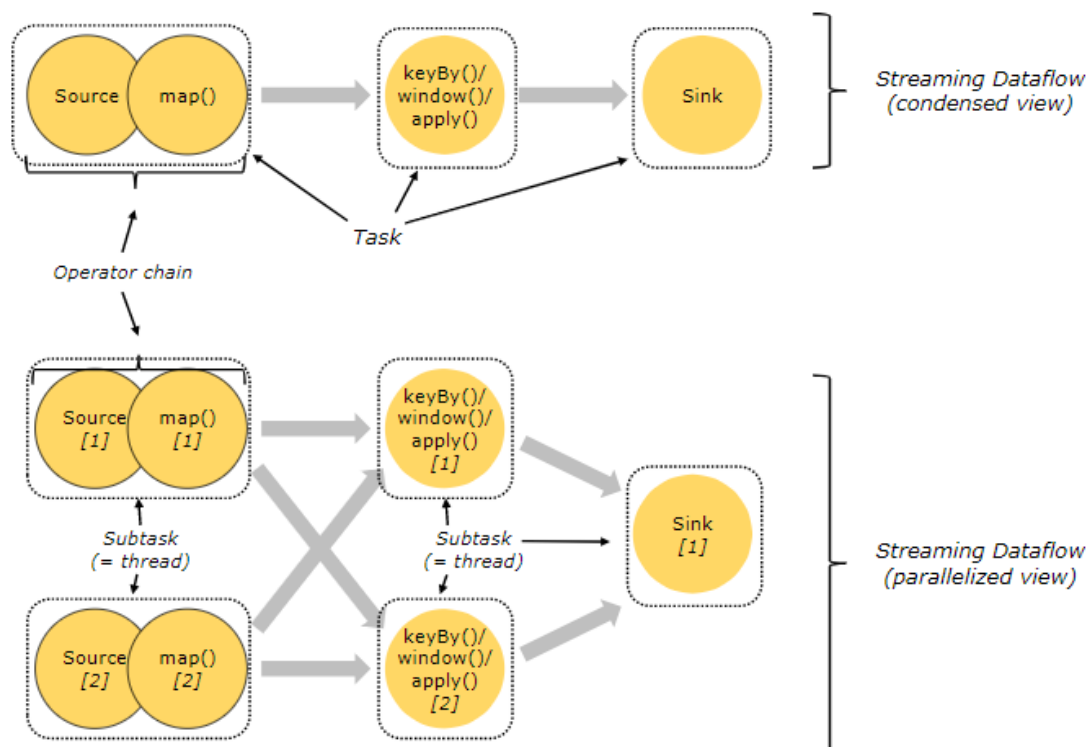 Source
map()
keyBy()/
window()/
apply()
Sink
Streaming Dataflow
(condensed view)
Task
Operator chain
Source
[1]
map()
[1]
keyBy()/
window()/
apply()
[1]
Subtask
(= thread)
Subtask
(= thread)
Sink
[1]
Streaming Dataflow
(parallelized view)
Source
[2]
map()
[2]
keyBy()/
window()/
apply()
[2]